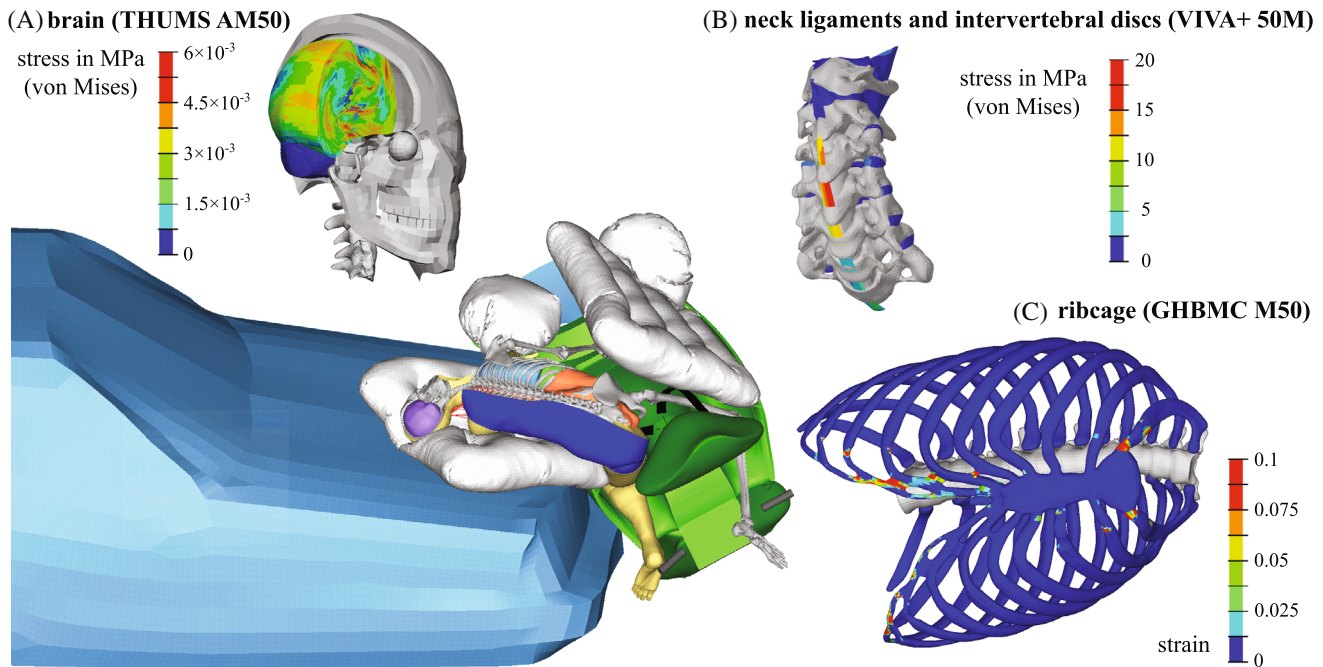 (A) brain (THUMS AM50)
stress in MPa
(von Mises)
6×10⁻³
4.5×10⁻³
3×10⁻³
1.5×10⁻³
0
(B) neck ligaments and intervertebral discs (VIVA+ 50M)
stress in MPa
(von Mises)
20
15
10
5
0
(C) ribcage (GHBMC M50)
0.1
0.075
0.05
0.025
0
strain